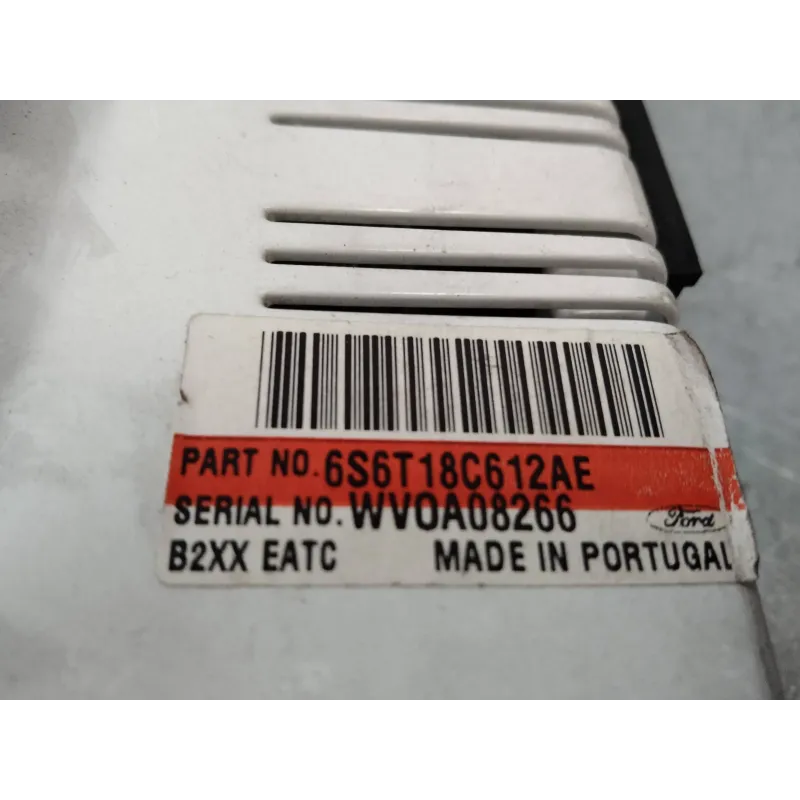 PART NO. 6S6T18C612AE
SERIAL NO. WV0A08266
Ford
B2XX EATC MADE IN PORTUGAL